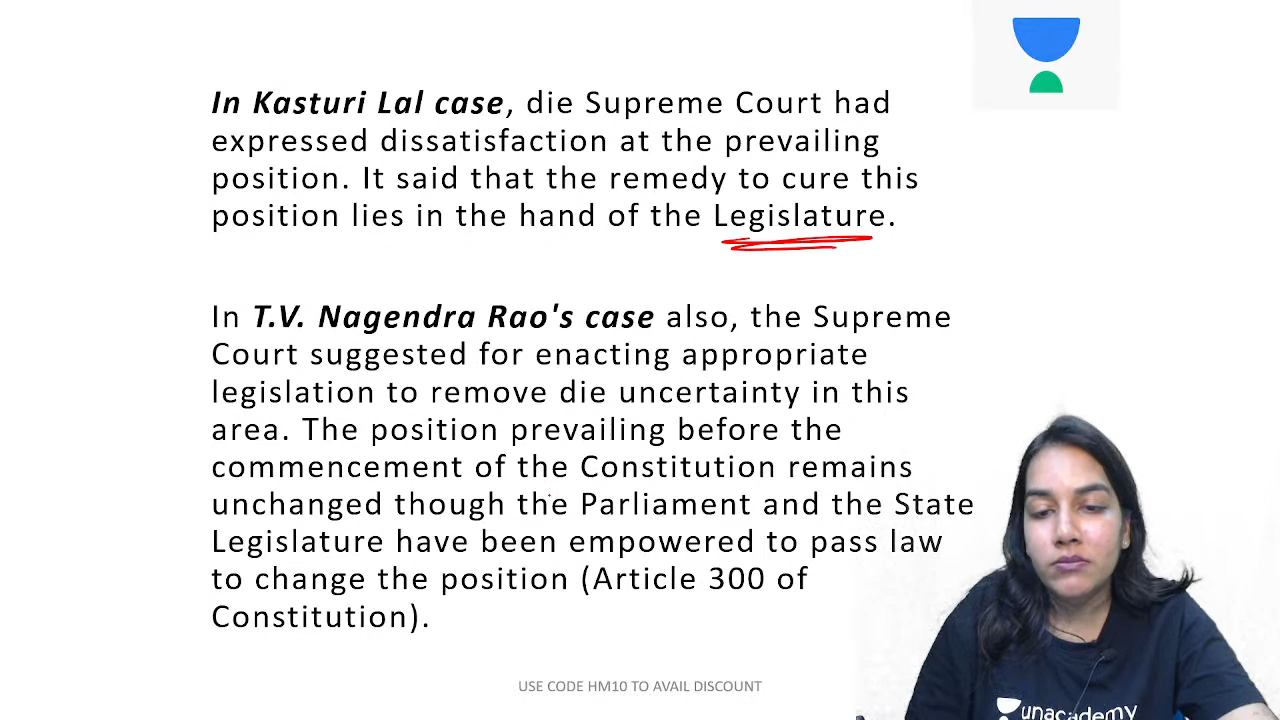 In Kasturi Lal case, die Supreme Court had
expressed dissatisfaction at the prevailing
position. It said that the remedy to cure this
position lies in the hand of the Legislature.
In T.V. Nagendra Rao's case also, the Supreme
Court suggested for enacting appropriate
legislation to remove die uncertainty in this
area. The position prevailing before the
commencement of the Constitution remains
unchanged though the Parliament and the State
Legislature have been empowered to pass law
to change the position (Article 300 of
Constitution).
USE CODE HM10 TO AVAIL DISCOUNT
unacademy